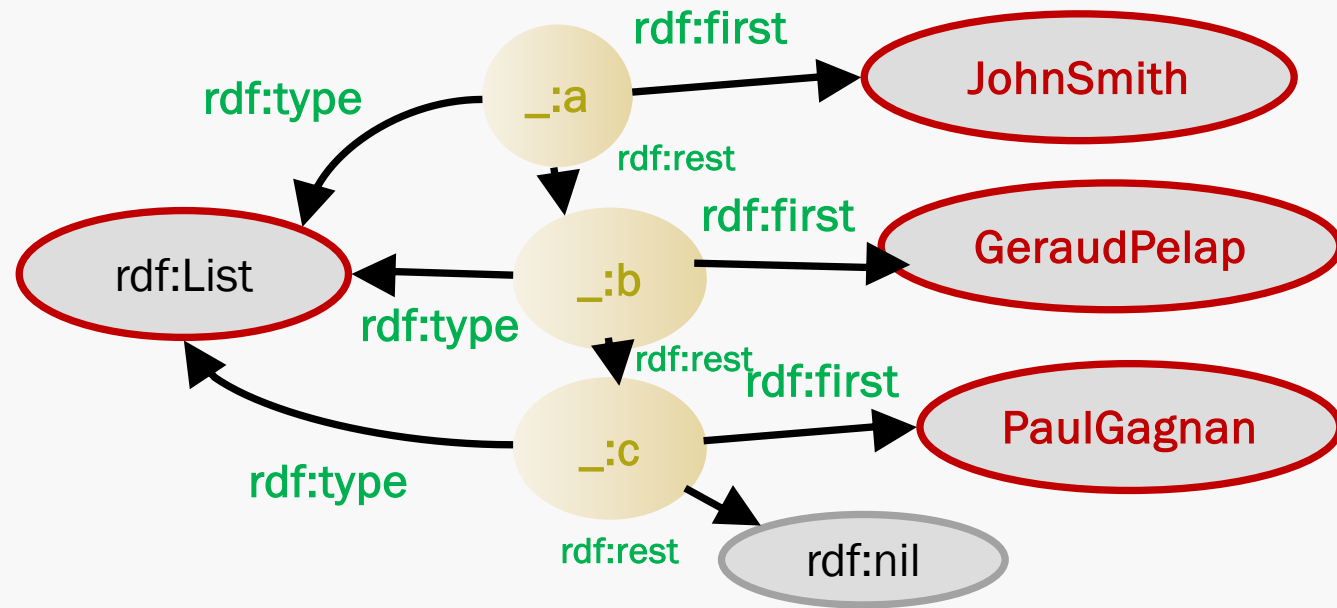 rdf:first
JohnSmith
rdf:type
_:a
rdf:rest
rdf:first
GeraudPelap
rdf:List
_:b
rdf:type
rdf:rest
rdf:first
PaulGagnan
_:c
rdf:type
rdf:rest
rdf:nil